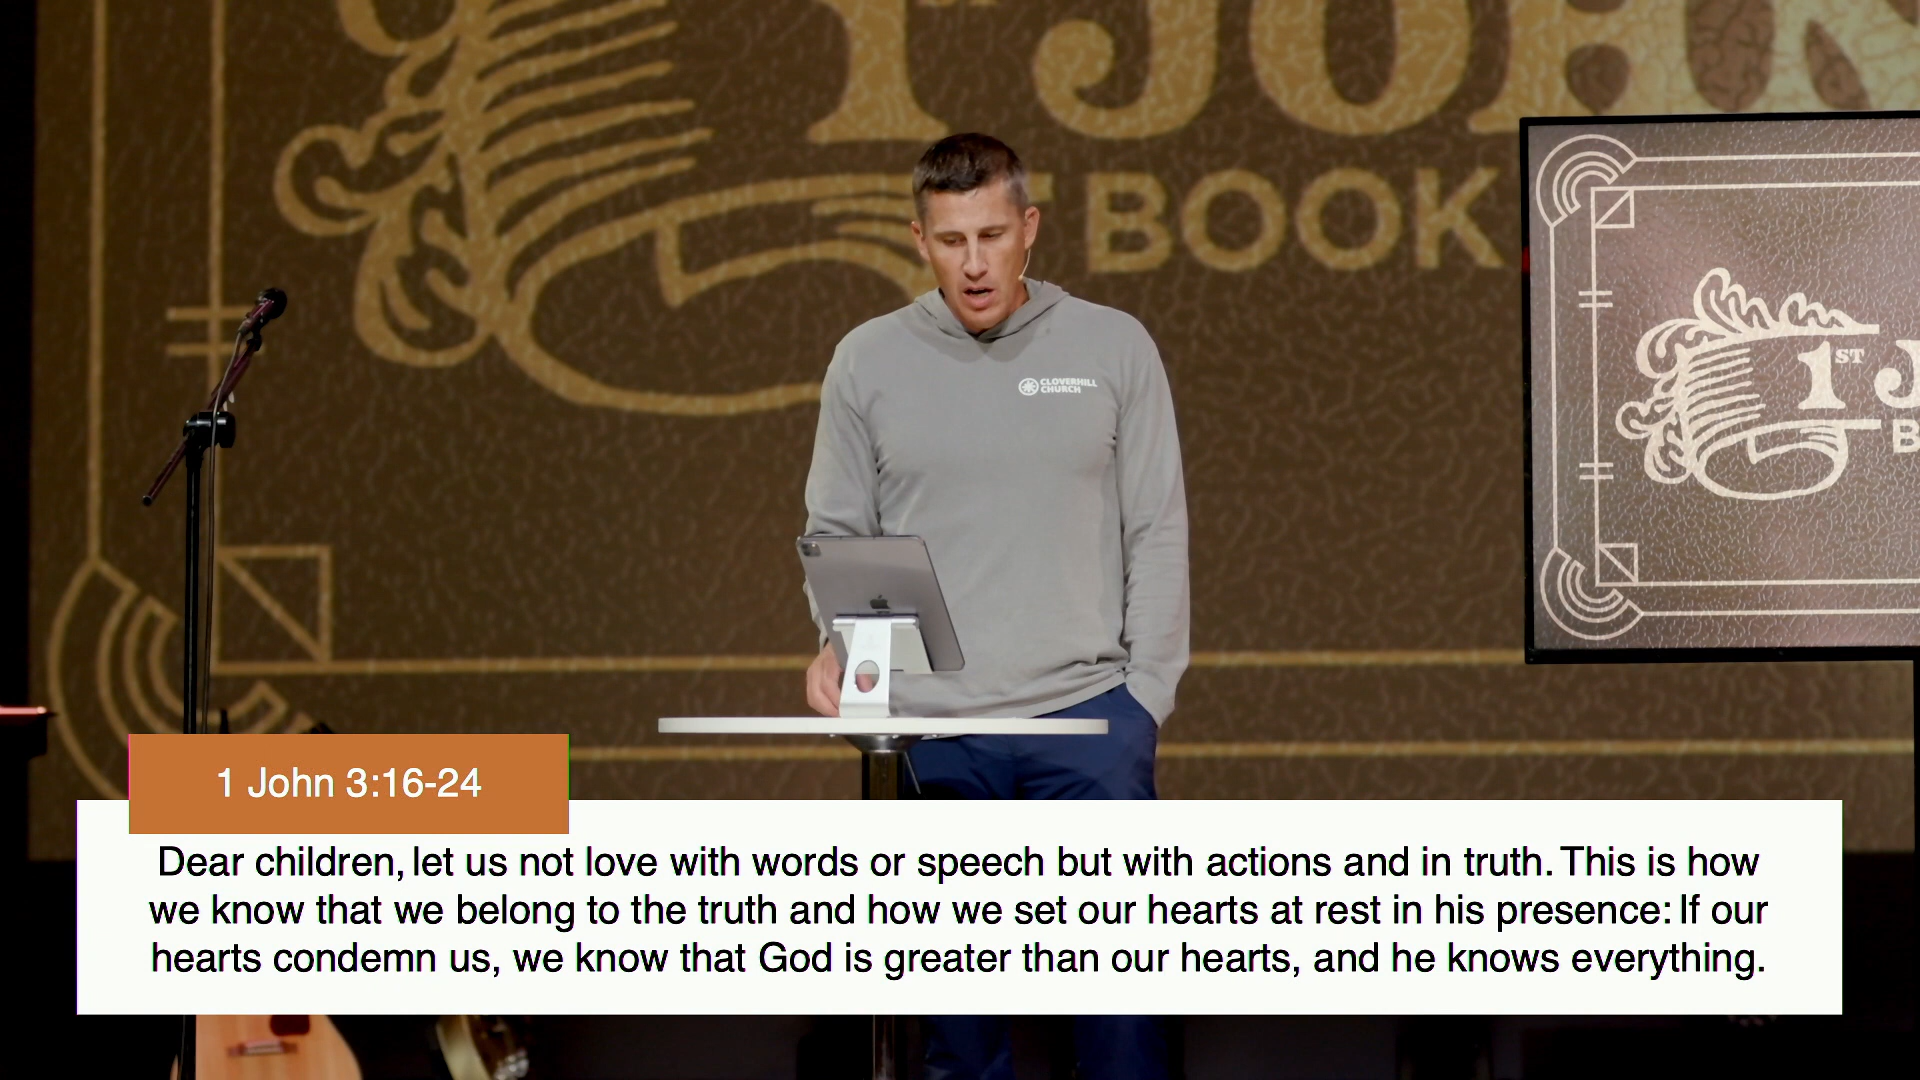 1 JOHN
BOOK
CLOVERHILL
CHURCH
1ST J
B
1 John 3:16-24
Dear children, let us not love with words or speech but with actions and in truth. This is how
we know that we belong to the truth and how we set our hearts at rest in his presence: If our
hearts condemn us, we know that God is greater than our hearts, and he knows everything.